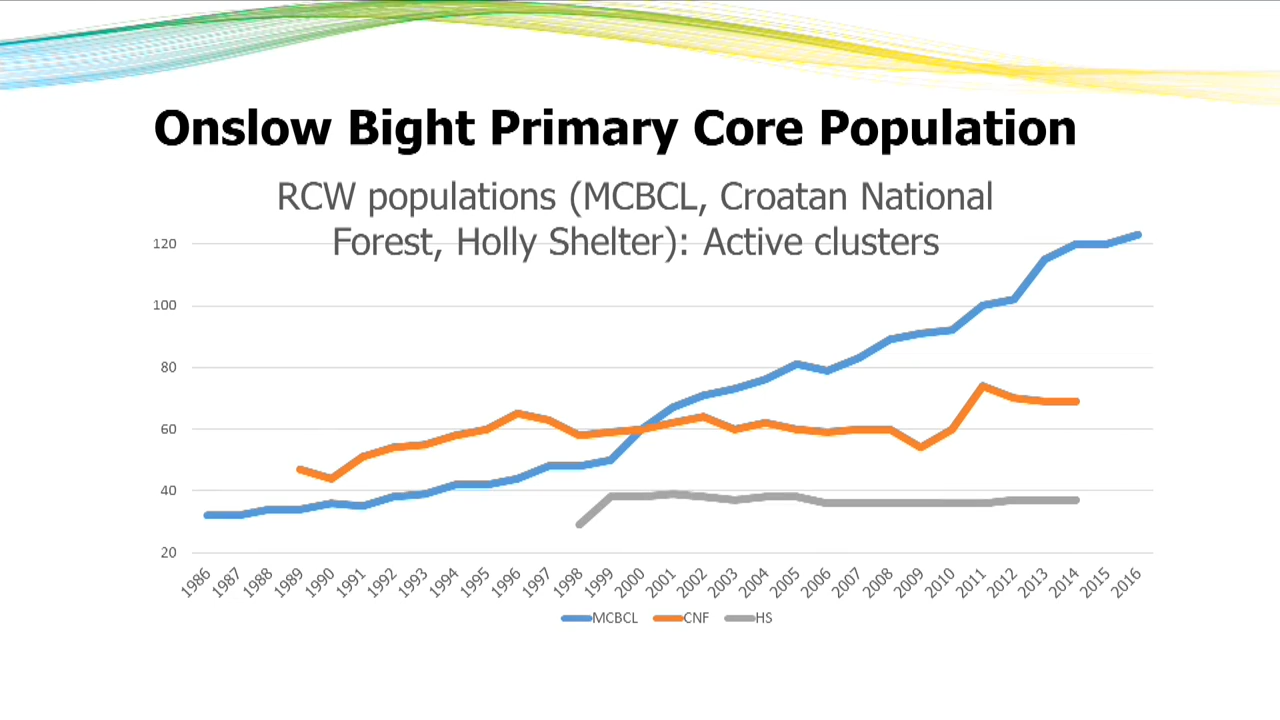 Onslow Bight Primary Core Population
RCW populations (MCBCL, Croatan National
Forest, Holly Shelter): Active clusters
120
100
80
60
40
20
1986 1987 1988 1989 1990 1991 1992 1993 1994 1995 1996 1997 1998 1999 2000 2001 2002 2003 2004 2005 2006 2007 2008 2009 2010 2011 2012 2013 2014 2015 2016
MCBCL CNF HS